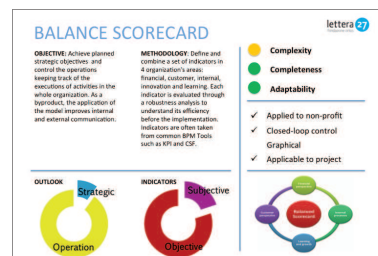 BALANCE SCORECARD
lettera 27
OBJECTIVE: Achieve planned
strategic objectives and
control the operations
keeping track of the
executions of activities in the
whole organization. As a
byproduct, the application of
the model improves internal
and external communication.
METHODOLOGY: Define and
combine a set of indicators in
4 organization's areas:
financial, customer, internal,
innovation and learning. Each
Indicator is evaluated through
a robustness analysis to
understand its efficiency
before the implementation.
Indicators are often taken
from common BPM Tools
such as KPI and CSF.
Complexity
Completeness
Adaptability
✓ Applied to non-profit
✓ Closed-loop control
Graphical
✓ Applicable to project
OUTLOOK
Strategic
Operation
INDICATORS
Subjective
Objective
Balanced
Scorecard